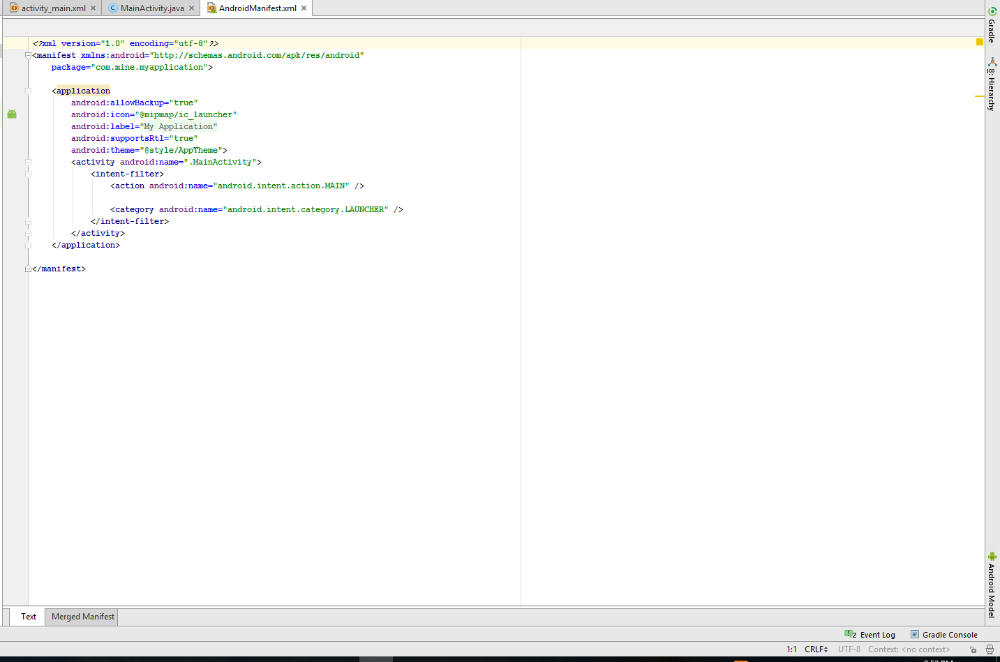 activity_main.xml
MainActivity.java
AndroidManifest.xml
<?xml version="1.0" encoding="utf-8"?>
<manifest xmlns:android="http://schemas.android.com/apk/res/android"
    package="com.mine.myapplication">
    <application
        android:allowBackup="true"
        android:icon="@mipmap/ic_launcher"
        android:label="My Application"
        android:supportsRtl="true"
        android:theme="@style/AppTheme">
        <activity android:name=".MainActivity">
            <intent-filter>
                <action android:name="android.intent.action.MAIN" />
                <category android:name="android.intent.category.LAUNCHER" />
            </intent-filter>
        </activity>
    </application>
</manifest>
Gradle
8: Hierarchy
Android Model
Text
Merged Manifest
2 Event Log
Gradle Console
1:1 CRLF UTF-8 Context: <no context>